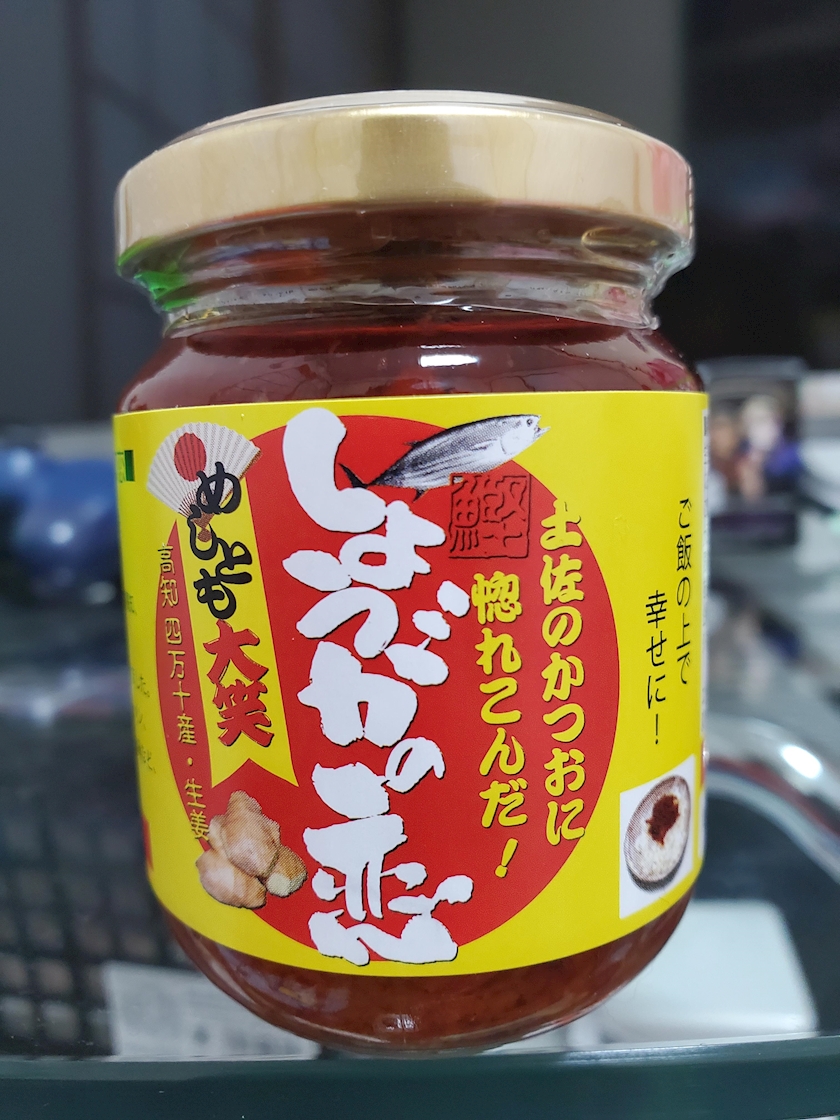 ご飯の上で
幸せに！
土佐のかつおに
惚れこんだ！
鰹
しょうがの恋
めしとも
大笑
高知 四万十産・生姜